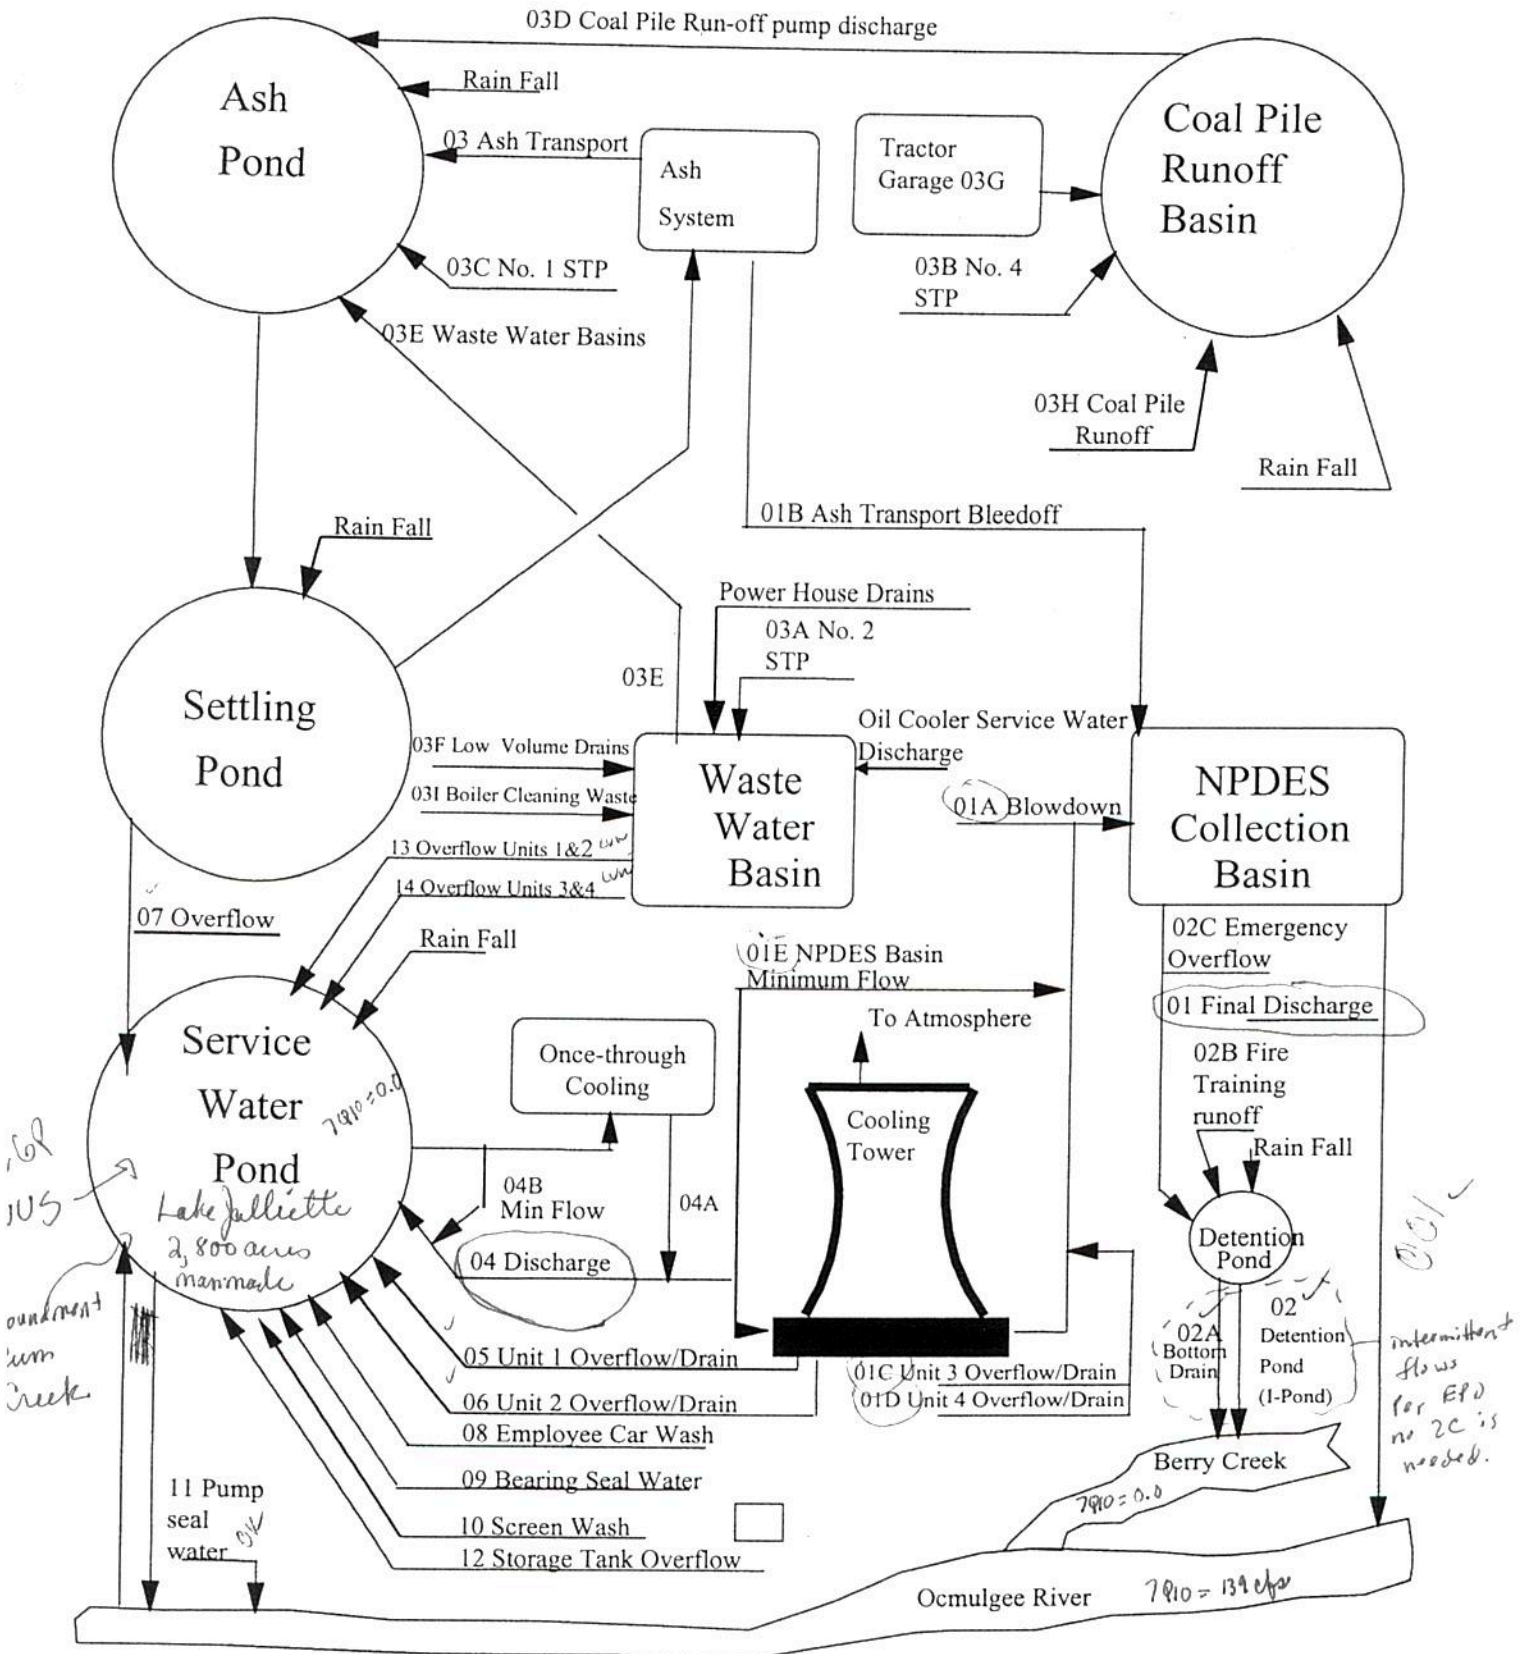 03D Coal Pile Run-off pump discharge
Ash
Pond
Rain Fall
03 Ash Transport
Ash
System
Tractor
Garage 03G
Coal Pile
Runoff
Basin
03C No. 1 STP
03B No. 4
STP
03E Waste Water Basins
03H Coal Pile
Runoff
Rain Fall
Rain Fall
01B Ash Transport Bleedoff
Power House Drains
03A No. 2
STP
03E
Settling
Pond
Oil Cooler Service Water
Discharge
03F Low Volume Drains
03I Boiler Cleaning Waste
Waste
Water
Basin
01A Blowdown
NPDES
Collection
Basin
13 Overflow Units 1&2
14 Overflow Units 3&4
07 Overflow
Rain Fall
01E NPDES Basin
Minimum Flow
02C Emergency
Overflow
01 Final Discharge
To Atmosphere
Service
Water
Pond
7Q10 = 0.0
Lake Julliette
2,800 acres
manmade
Once-through
Cooling
Cooling
Tower
02B Fire
Training
runoff
Rain Fall
04B
Min Flow
04A
04 Discharge
Detention
Pond
001
02A
Bottom
Drain
02
Detention
Pond
(I-Pond)
intermittent
flows
Per EPD
no 2C is
needed.
05 Unit 1 Overflow/Drain
06 Unit 2 Overflow/Drain
01C Unit 3 Overflow/Drain
01D Unit 4 Overflow/Drain
08 Employee Car Wash
09 Bearing Seal Water
10 Screen Wash
12 Storage Tank Overflow
oundment
Creek
11 Pump
seal
water
OK
Berry Creek
7Q10 = 0.0
Ocmulgee River
7Q10 = 139 cfs